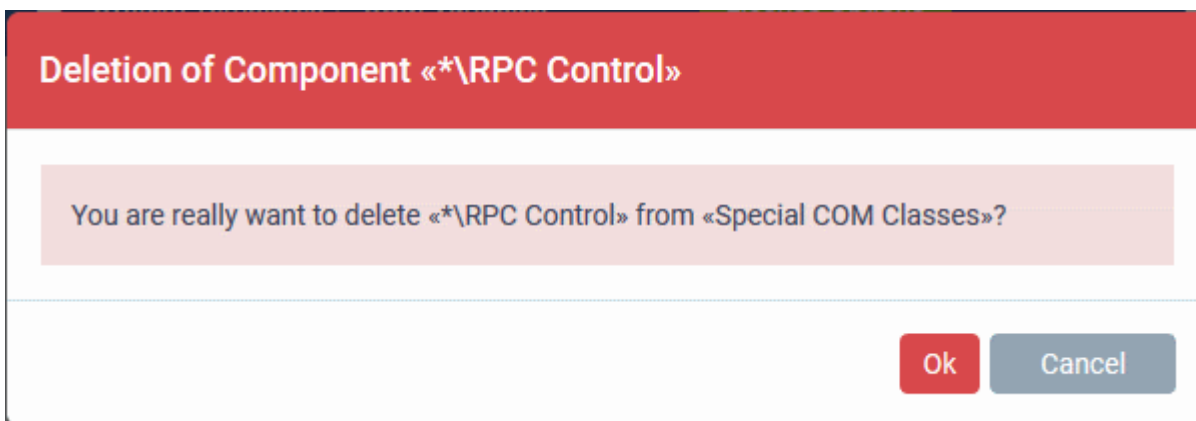 Deletion of Component «*\RPC Control»
You are really want to delete «*\RPC Control» from «Special COM Classes»?
Ok
Cancel